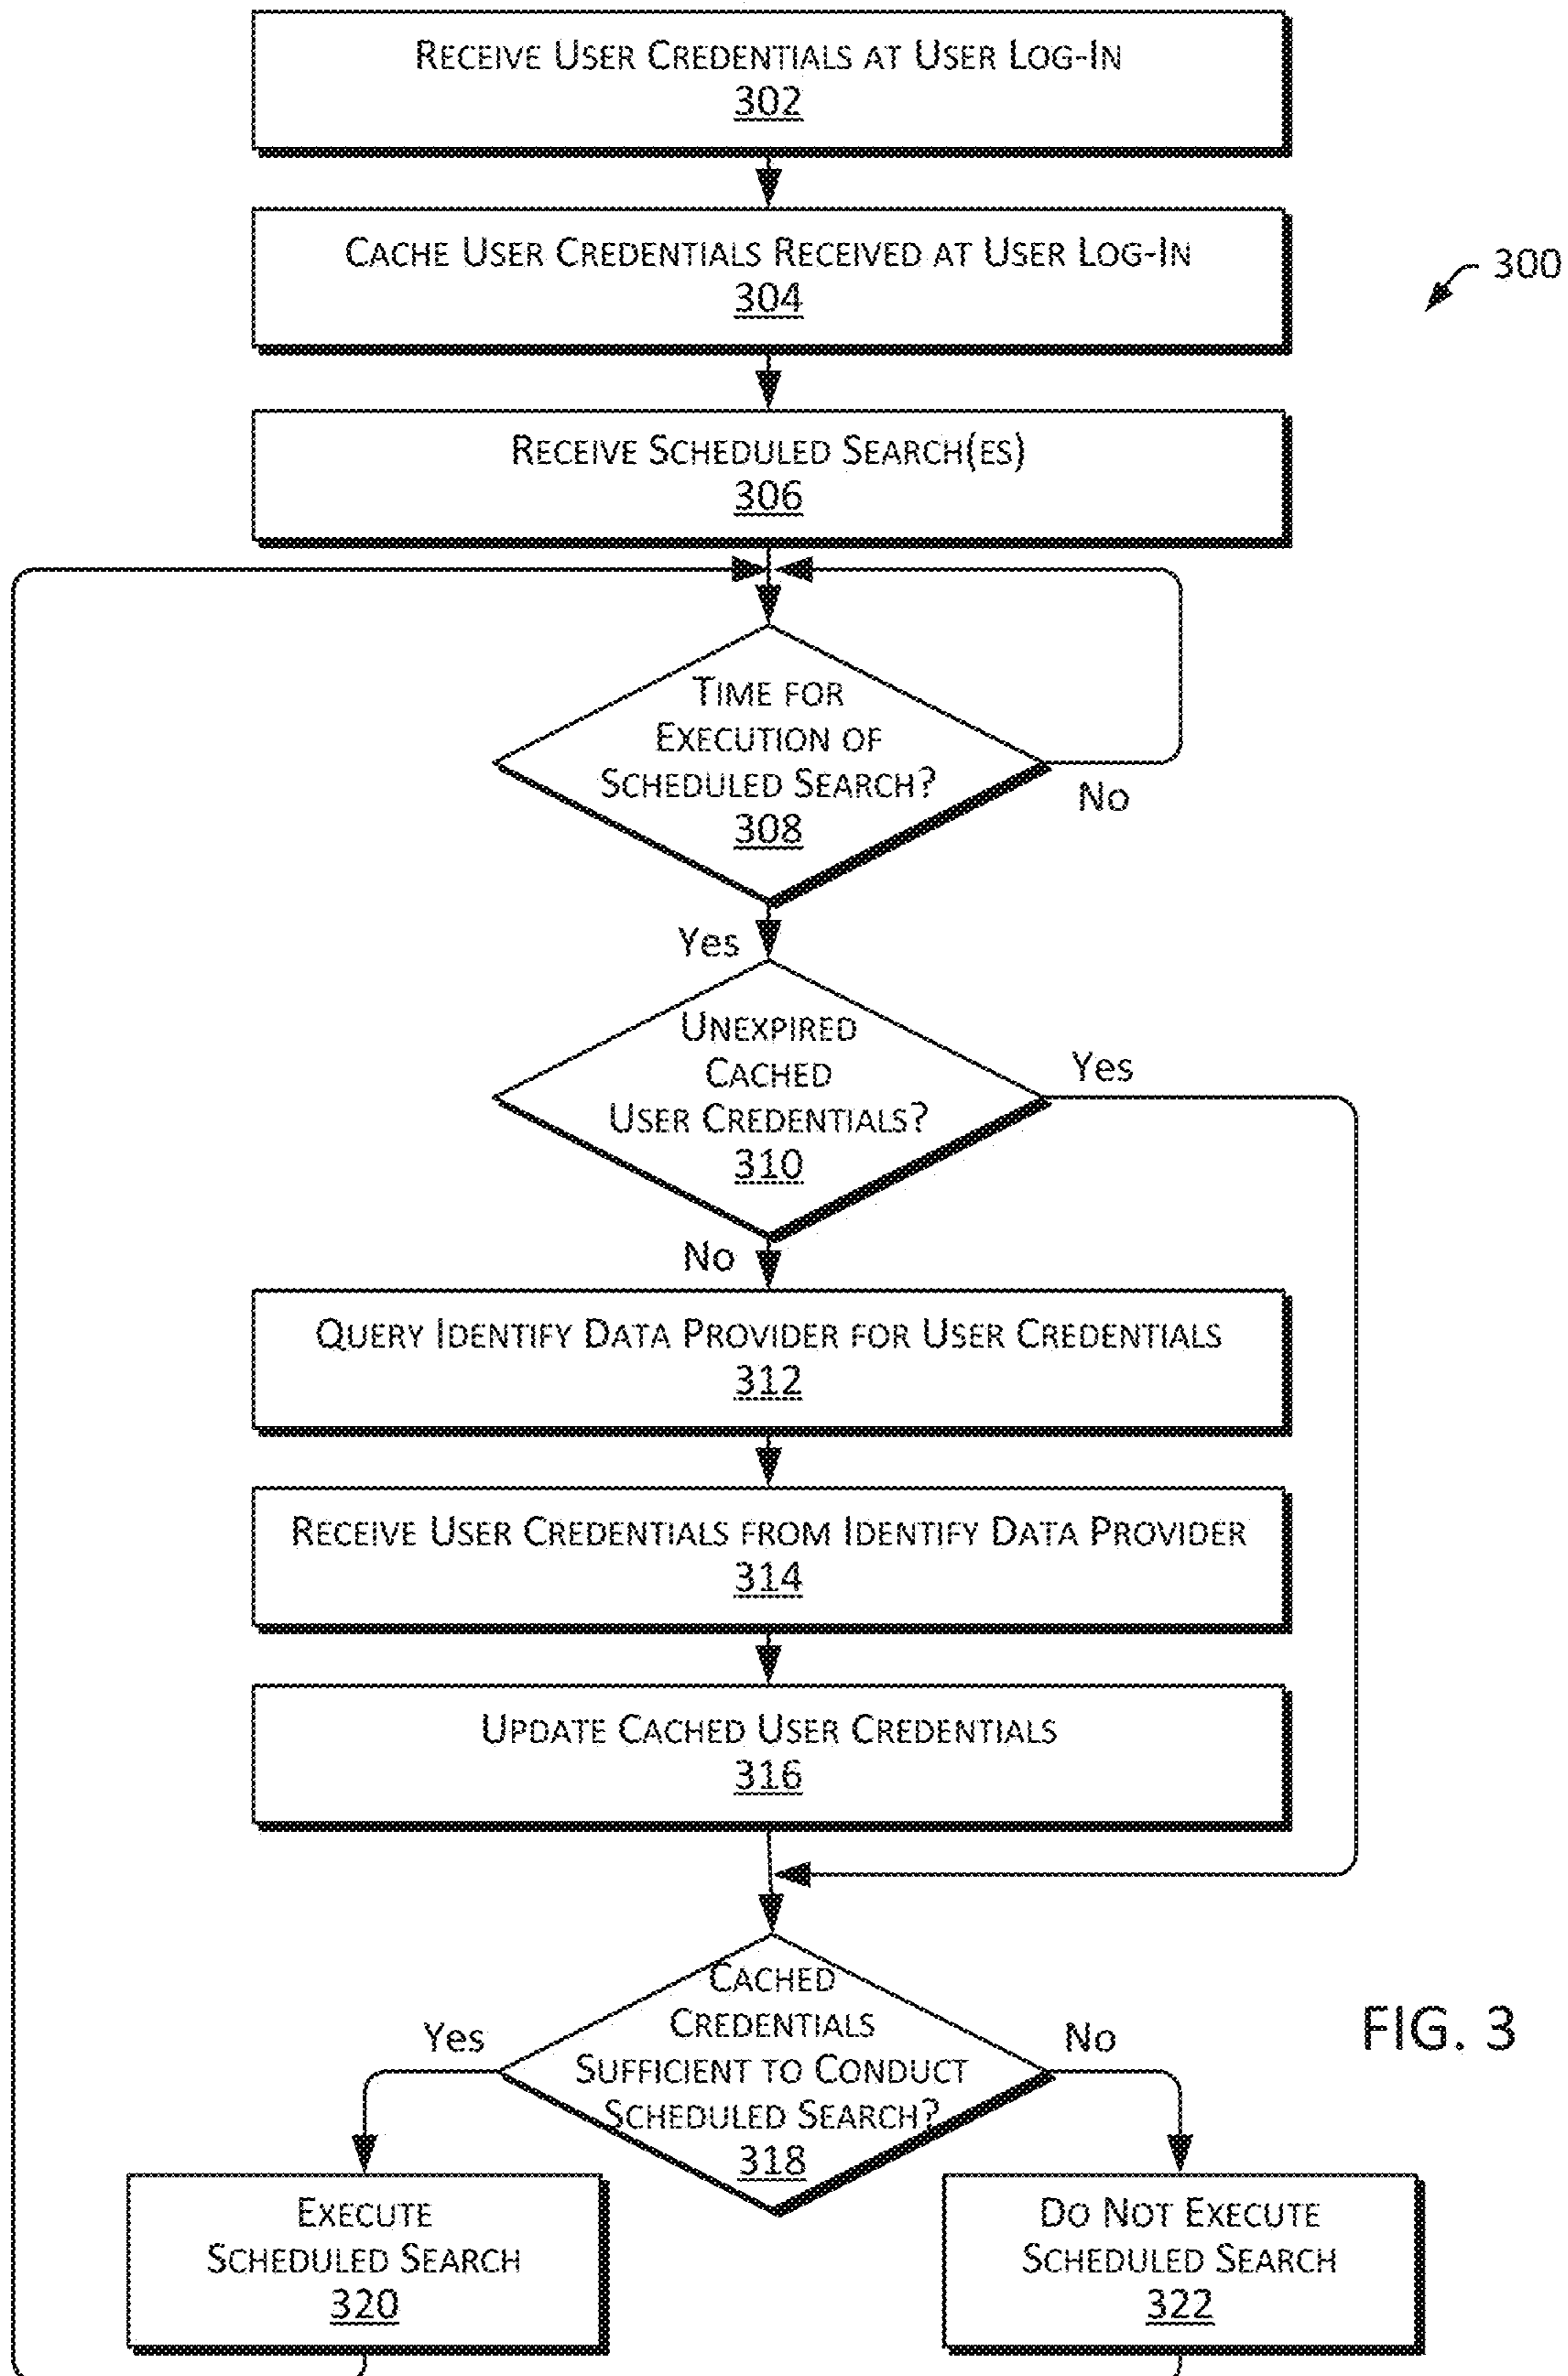 RECEIVE USER CREDENTIALS AT USER LOG-IN
302
CACHE USER CREDENTIALS RECEIVED AT USER LOG-IN
304
300
RECEIVE SCHEDULED SEARCH(ES)
306
TIME FOR
EXECUTION OF
SCHEDULED SEARCH?
308
No
Yes
UNEXPIRED
CACHED
USER CREDENTIALS?
310
Yes
No
QUERY IDENTIFY DATA PROVIDER FOR USER CREDENTIALS
312
RECEIVE USER CREDENTIALS FROM IDENTIFY DATA PROVIDER
314
UPDATE CACHED USER CREDENTIALS
316
CACHED
CREDENTIALS
SUFFICIENT TO CONDUCT
SCHEDULED SEARCH?
318
Yes
No
FIG. 3
EXECUTE
SCHEDULED SEARCH
320
DO NOT EXECUTE
SCHEDULED SEARCH
322